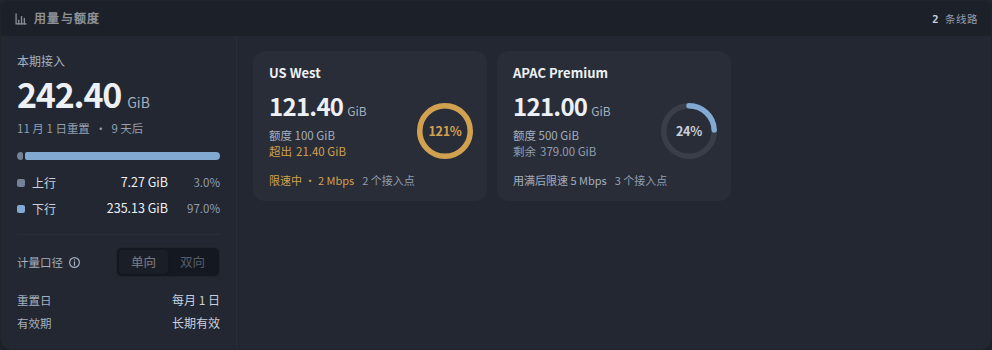 用量与额度
2 条线路
本期接入
242.40 GiB
11 月 1 日重置 · 9 天后
上行 7.27 GiB 3.0%
下行 235.13 GiB 97.0%
计量口径 单向 双向
重置日 每月 1 日
有效期 长期有效
US West
121.40 GiB
额度 100 GiB
超出 21.40 GiB
121%
限速中 · 2 Mbps 2 个接入点
APAC Premium
121.00 GiB
额度 500 GiB
剩余 379.00 GiB
24%
用满后限速 5 Mbps 3 个接入点